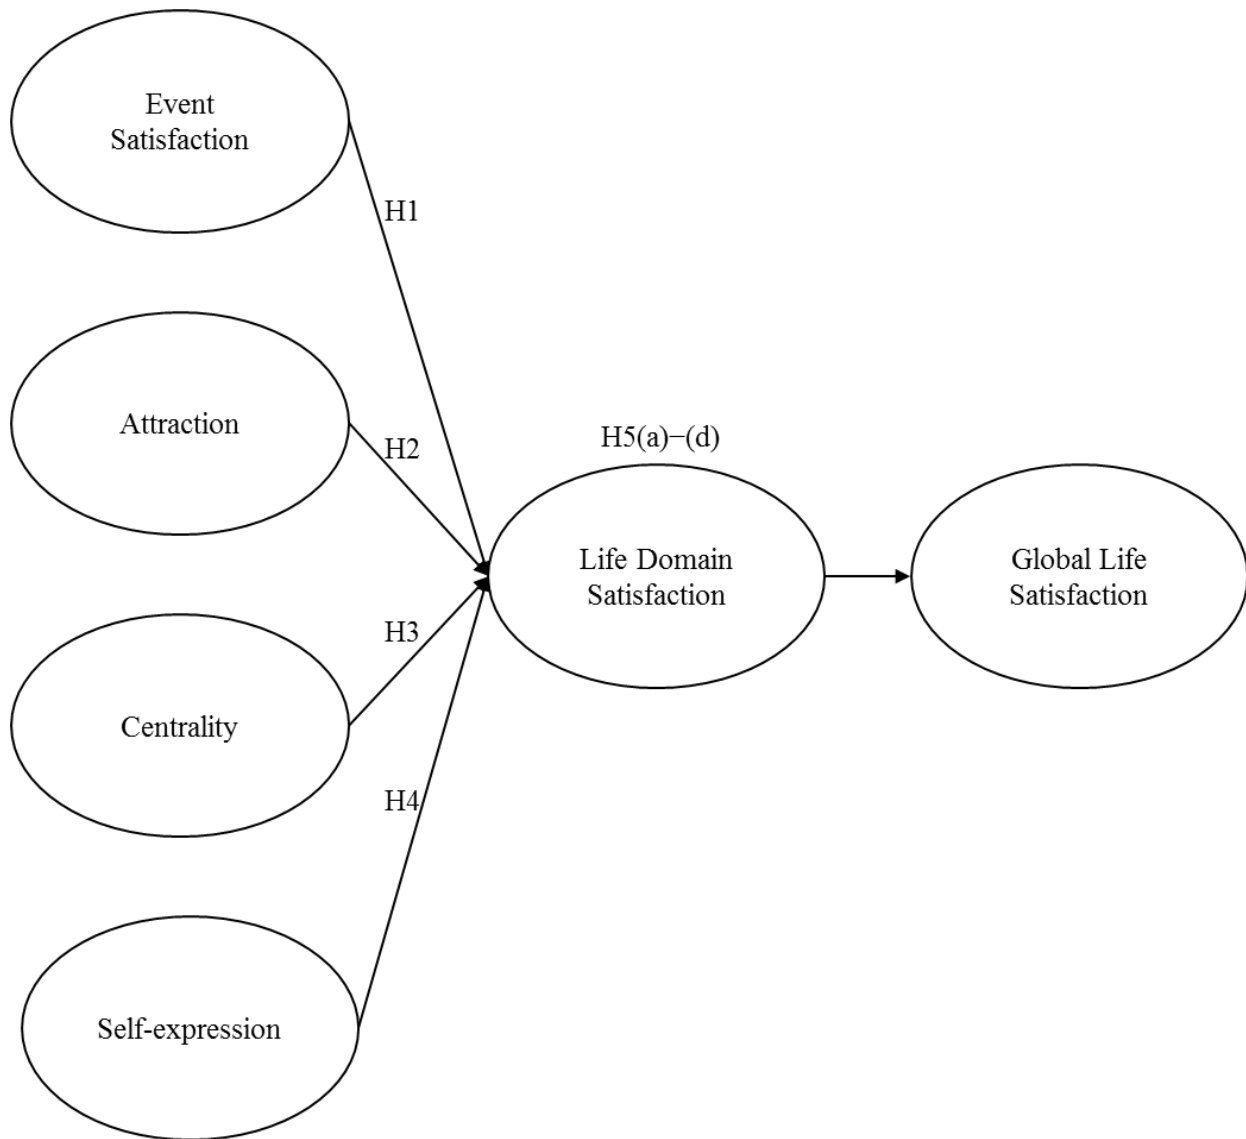 Event
Satisfaction
H1
Attraction
H2
H5(a)−(d)
Life Domain
Satisfaction
Global Life
Satisfaction
H3
Centrality
H4
Self-expression